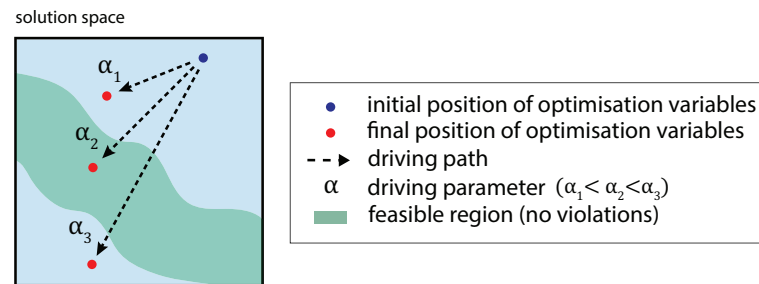 solution space
α₁
α₂
α₃
initial position of optimisation variables
final position of optimisation variables
driving path
α driving parameter (α₁< α₂<α₃)
feasible region (no violations)